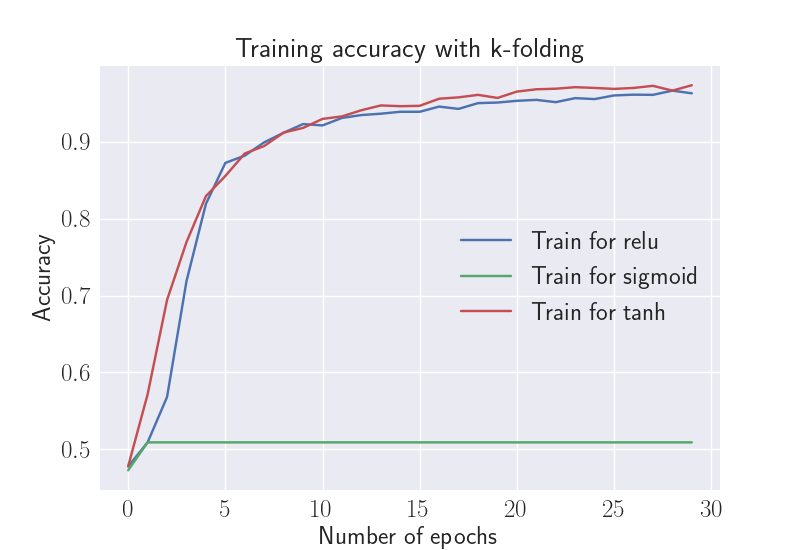 Training accuracy with k-folding
Accuracy
0.9
0.8
0.7
0.6
0.5
Train for relu
Train for sigmoid
Train for tanh
0 5 10 15 20 25 30
Number of epochs